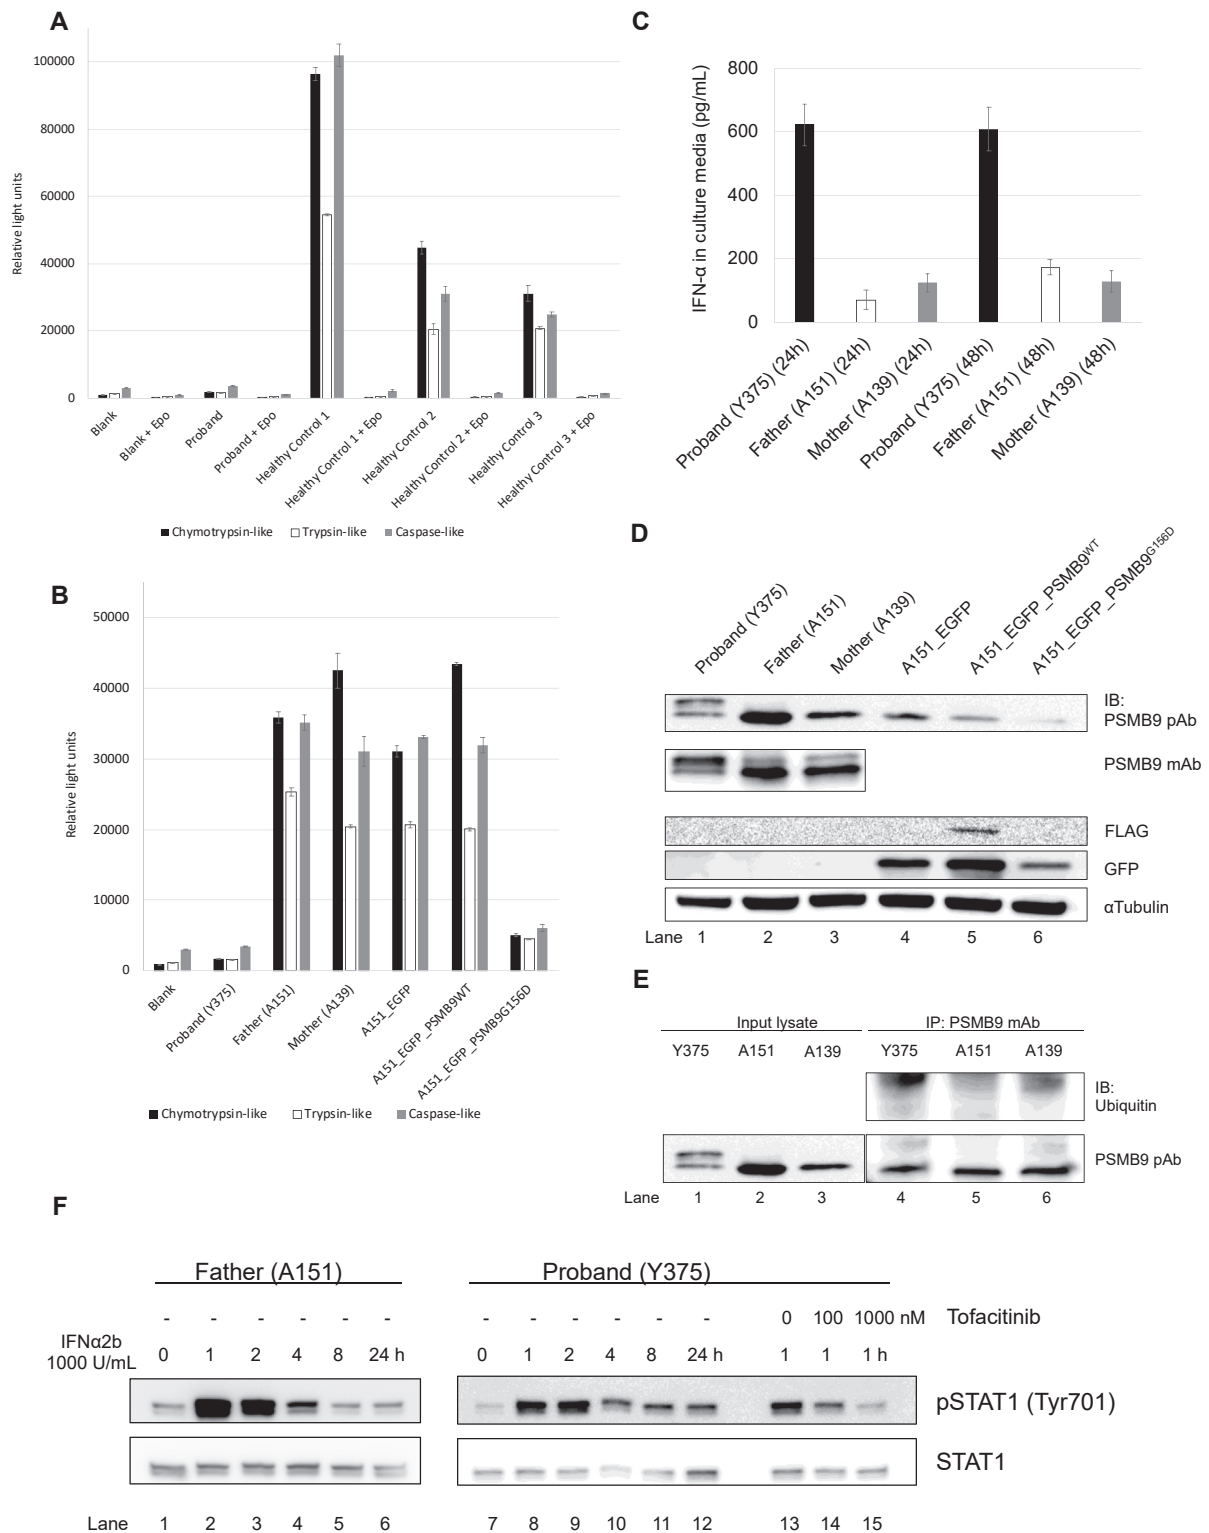 A
100000
80000
60000
40000
20000
0
Relative light units
Blank
Blank + Epo
Proband
Proband + Epo
Healthy Control 1
Healthy Control 1 + Epo
Healthy Control 2
Healthy Control 2 + Epo
Healthy Control 3
Healthy Control 3 + Epo
Chymotrypsin-like Trypsin-like Caspase-like
B
50000
40000
30000
20000
10000
0
Relative light units
Blank
Proband (Y375)
Father (A151)
Mother (A139)
A151_EGFP
A151_EGFP_PSMB9WT
A151_EGFP_PSMB9G156D
Chymotrypsin-like Trypsin-like Caspase-like
C
800
600
400
200
0
IFN-α in culture media (pg/mL)
Proband (Y375) (24h)
Father (A151) (24h)
Mother (A139) (24h)
Proband (Y375) (48h)
Father (A151) (48h)
Mother (A139) (48h)
D
Proband (Y375)
Father (A151)
Mother (A139)
A151_EGFP
A151_EGFP_PSMB9WT
A151_EGFP_PSMB9G156D
IB:
PSMB9 pAb
PSMB9 mAb
FLAG
GFP
αTubulin
Lane 1 2 3 4 5 6
E
Input lysate IP: PSMB9 mAb
Y375 A151 A139 Y375 A151 A139
IB:
Ubiquitin
PSMB9 pAb
Lane 1 2 3 4 5 6
F
Father (A151) Proband (Y375)
- - - - - - - - - - - - 0 100 1000 nM Tofacitinib
IFNα2b
1000 U/mL 0 1 2 4 8 24 h 0 1 2 4 8 24 h 1 1 1 h
pSTAT1 (Tyr701)
STAT1
Lane 1 2 3 4 5 6 7 8 9 10 11 12 13 14 15